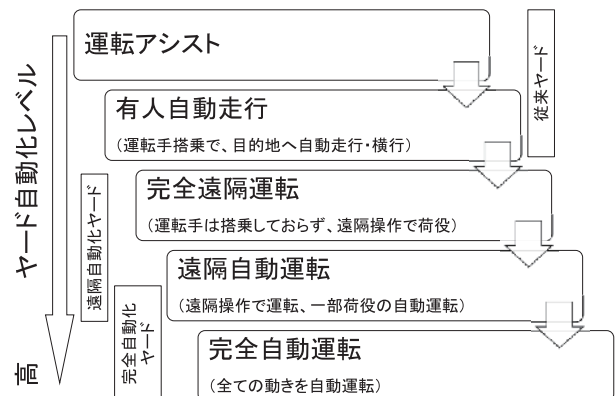 運転アシスト
有人自動走行
(運転手搭乗で、目的地へ自動走行・横行)
完全遠隔運転
(運転手は搭乗しておらず、遠隔操作で荷役)
遠隔自動運転
(遠隔操作で運転、一部荷役の自動運転)
完全自動運転
(全ての動きを自動運転)
従来ヤード
ヤード自動化レベル
高
遠隔自動化ヤード
完全自動化
ヤード